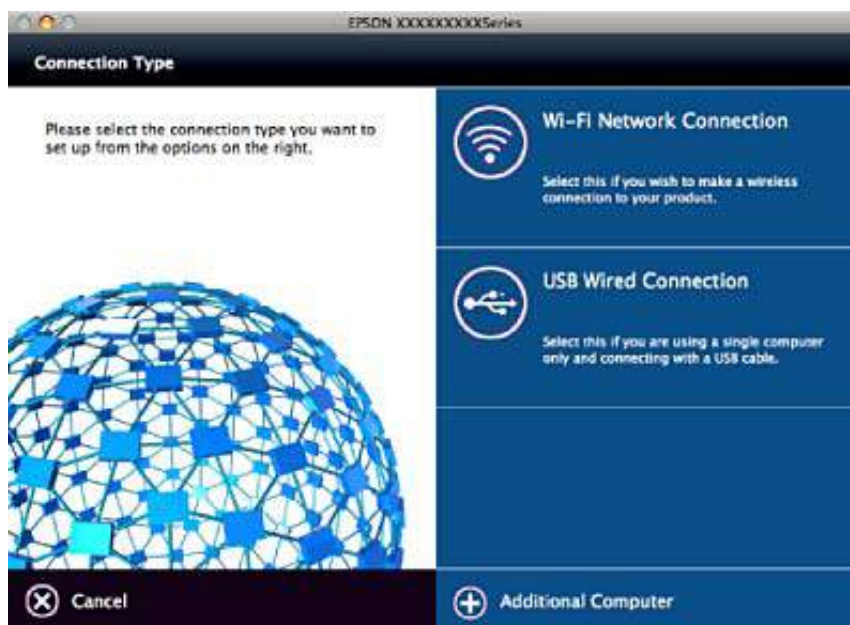 EPSON XXXXXXXXXSeries
Connection Type
Please select the connection type you want to
set up from the options on the right.
Wi-Fi Network Connection
Select this if you wish to make a wireless
connection to your product.
USB Wired Connection
Select this if you are using a single computer
only and connecting with a USB cable.
Cancel
Additional Computer